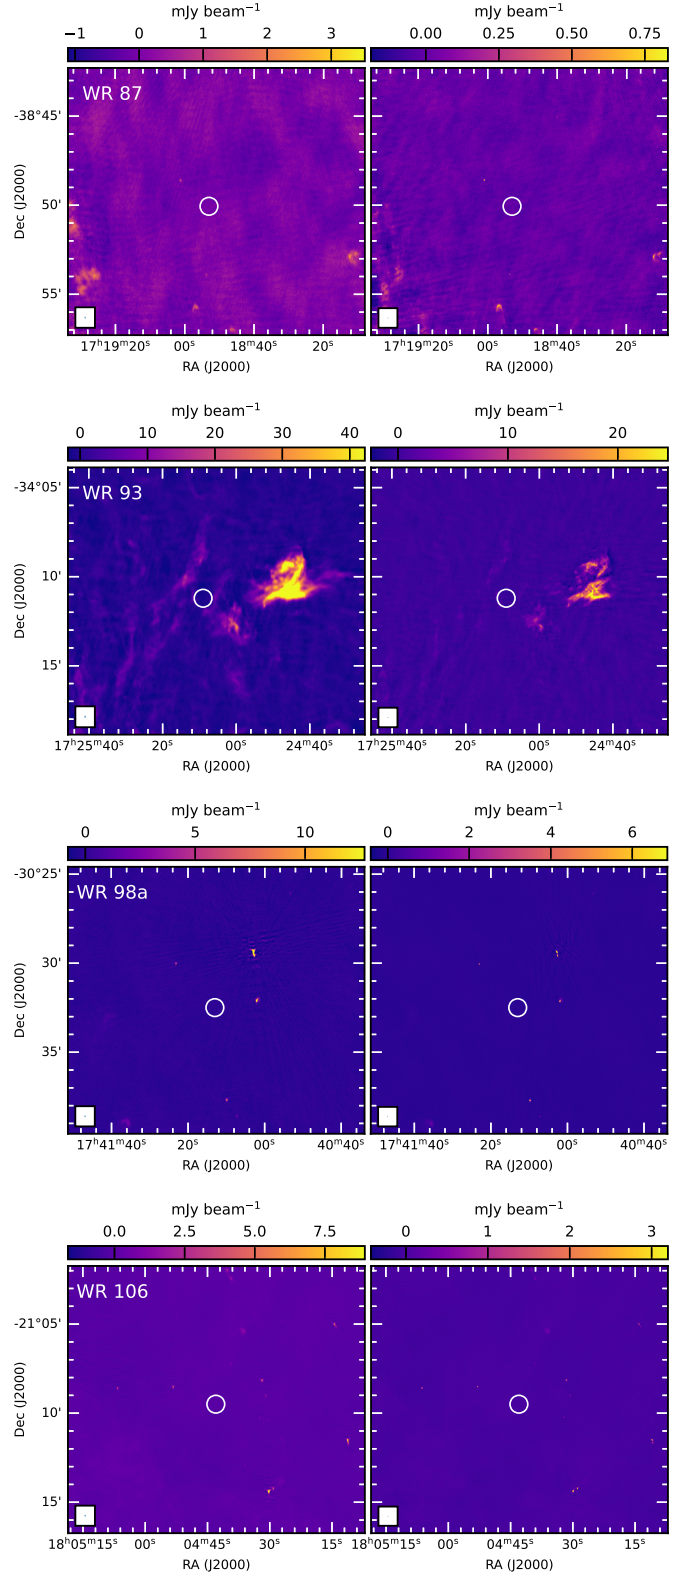 mJy beam⁻¹ mJy beam⁻¹
−1 0 1 2 3 0.00 0.25 0.50 0.75
WR 87
-38°45'
50'
55'
Dec (J2000)
17ʰ19ᵐ20ˢ 00ˢ 18ᵐ40ˢ 20ˢ 17ʰ19ᵐ20ˢ 00ˢ 18ᵐ40ˢ 20ˢ
RA (J2000) RA (J2000)
mJy beam⁻¹ mJy beam⁻¹
0 10 20 30 40 0 10 20
WR 93
-34°05'
10'
15'
Dec (J2000)
17ʰ25ᵐ40ˢ 20ˢ 00ˢ 24ᵐ40ˢ 17ʰ25ᵐ40ˢ 20ˢ 00ˢ 24ᵐ40ˢ
RA (J2000) RA (J2000)
mJy beam⁻¹ mJy beam⁻¹
0 5 10 0 2 4 6
WR 98a
-30°25'
30'
35'
Dec (J2000)
17ʰ41ᵐ40ˢ 20ˢ 00ˢ 40ᵐ40ˢ 17ʰ41ᵐ40ˢ 20ˢ 00ˢ 40ᵐ40ˢ
RA (J2000) RA (J2000)
mJy beam⁻¹ mJy beam⁻¹
0.0 2.5 5.0 7.5 0 1 2 3
WR 106
-21°05'
10'
15'
Dec (J2000)
18ʰ05ᵐ15ˢ 00ˢ 04ᵐ45ˢ 30ˢ 15ˢ 18ʰ05ᵐ15ˢ 00ˢ 04ᵐ45ˢ 30ˢ 15ˢ
RA (J2000) RA (J2000)